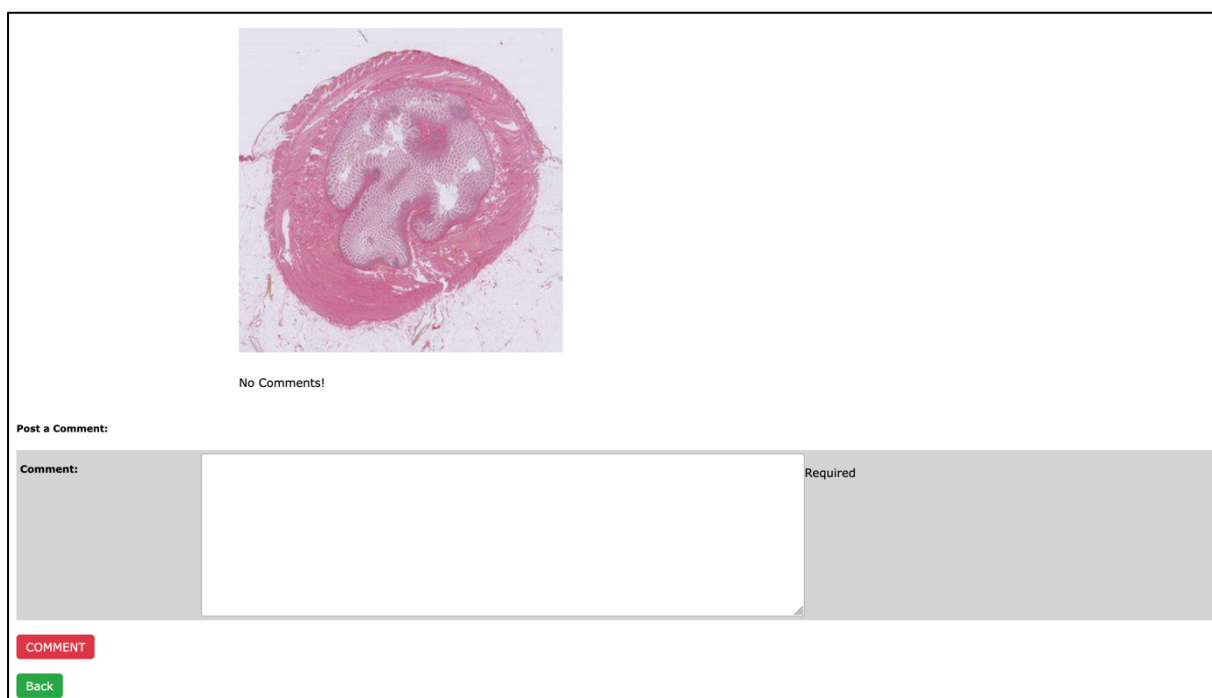 No Comments!
Post a Comment:
Comment:
Required
COMMENT
Back